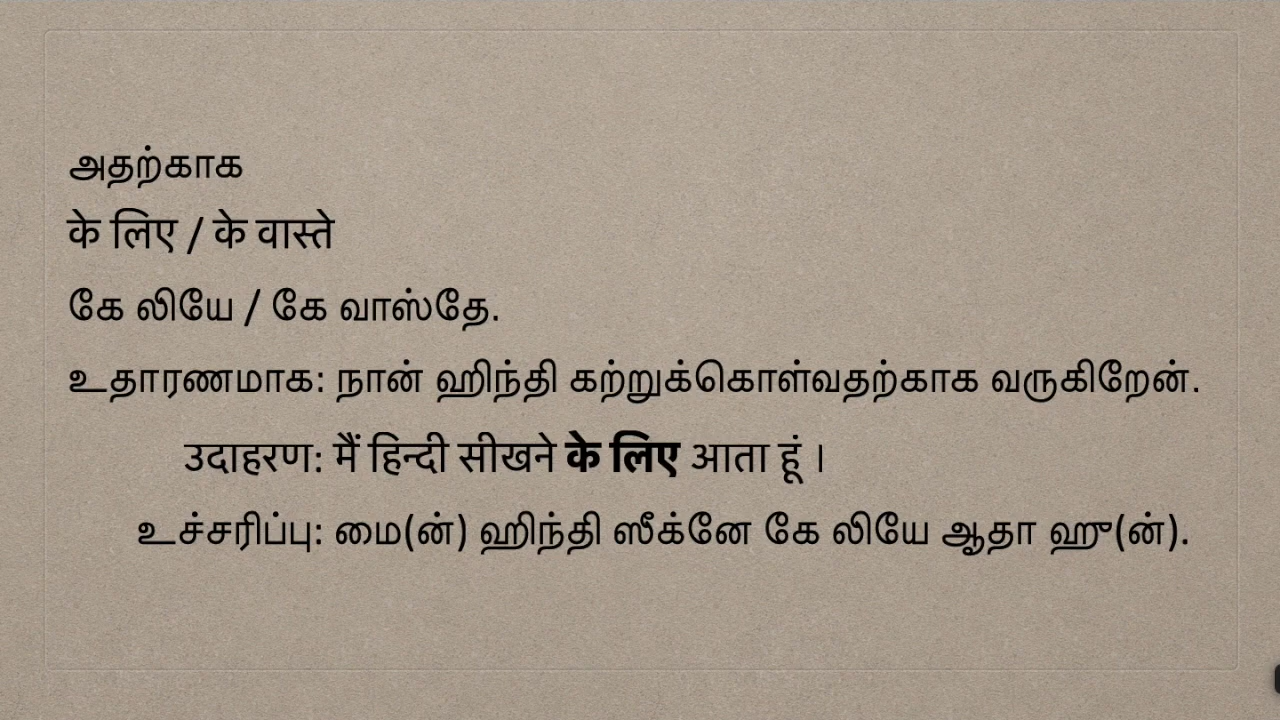 அதற்காக
के लिए / के वास्ते
கே லியே / கே வாஸ்தே.
உதாரணமாக: நான் ஹிந்தி கற்றுக்கொள்வதற்காக வருகிறேன்.
उदाहरण: मैं हिन्दी सीखने के लिए आता हूं ।
உச்சரிப்பு: மை(ன்) ஹிந்தி ஸீக்னே கே லியே ஆதா ஹு(ன்).